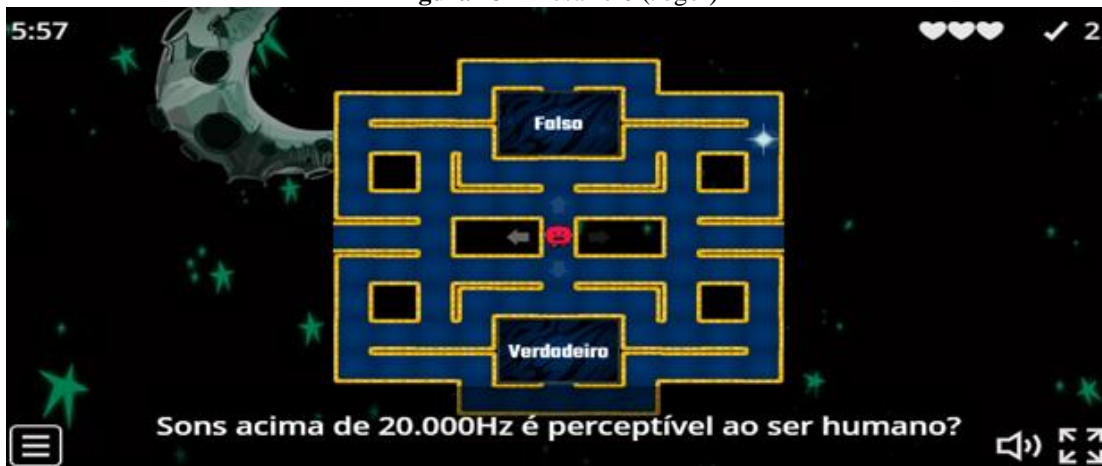 5:57
2
Falso
Verdadeiro
Sons acima de 20.000Hz é perceptível ao ser humano?